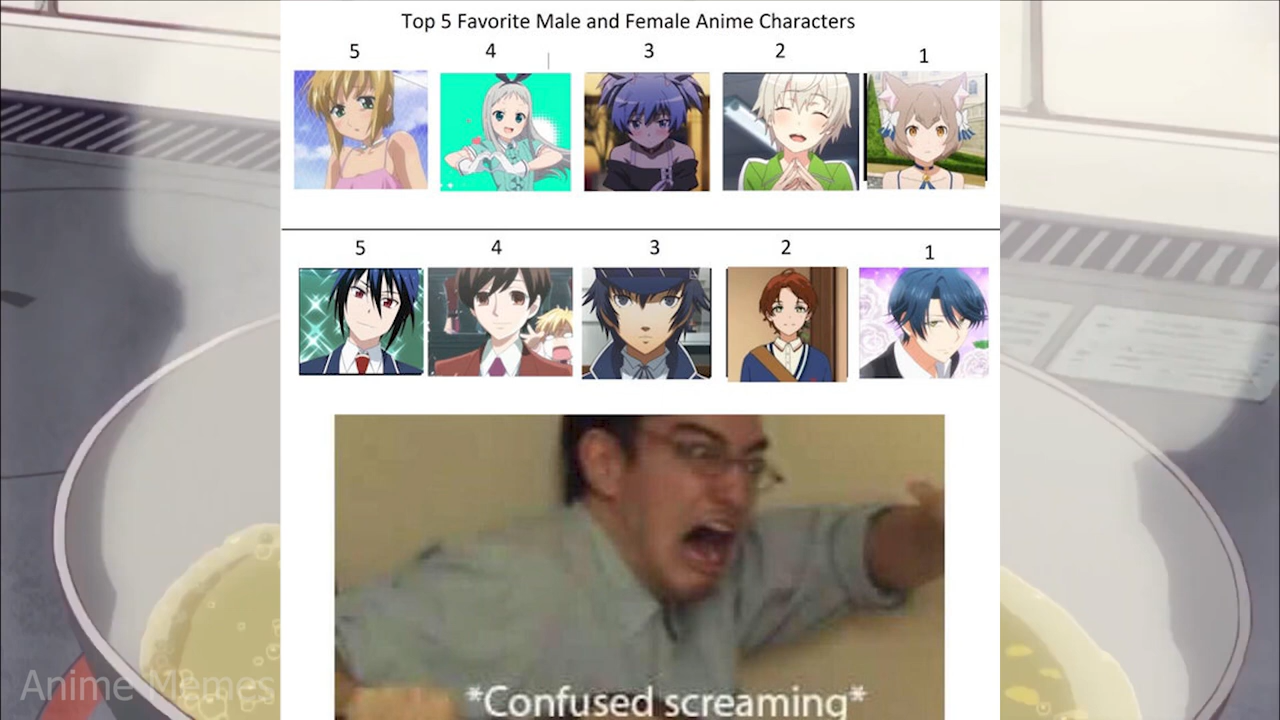 Top 5 Favorite Male and Female Anime Characters
5 4 3 2 1
5 4 3 2 1
*Confused screaming*
Anime Memes